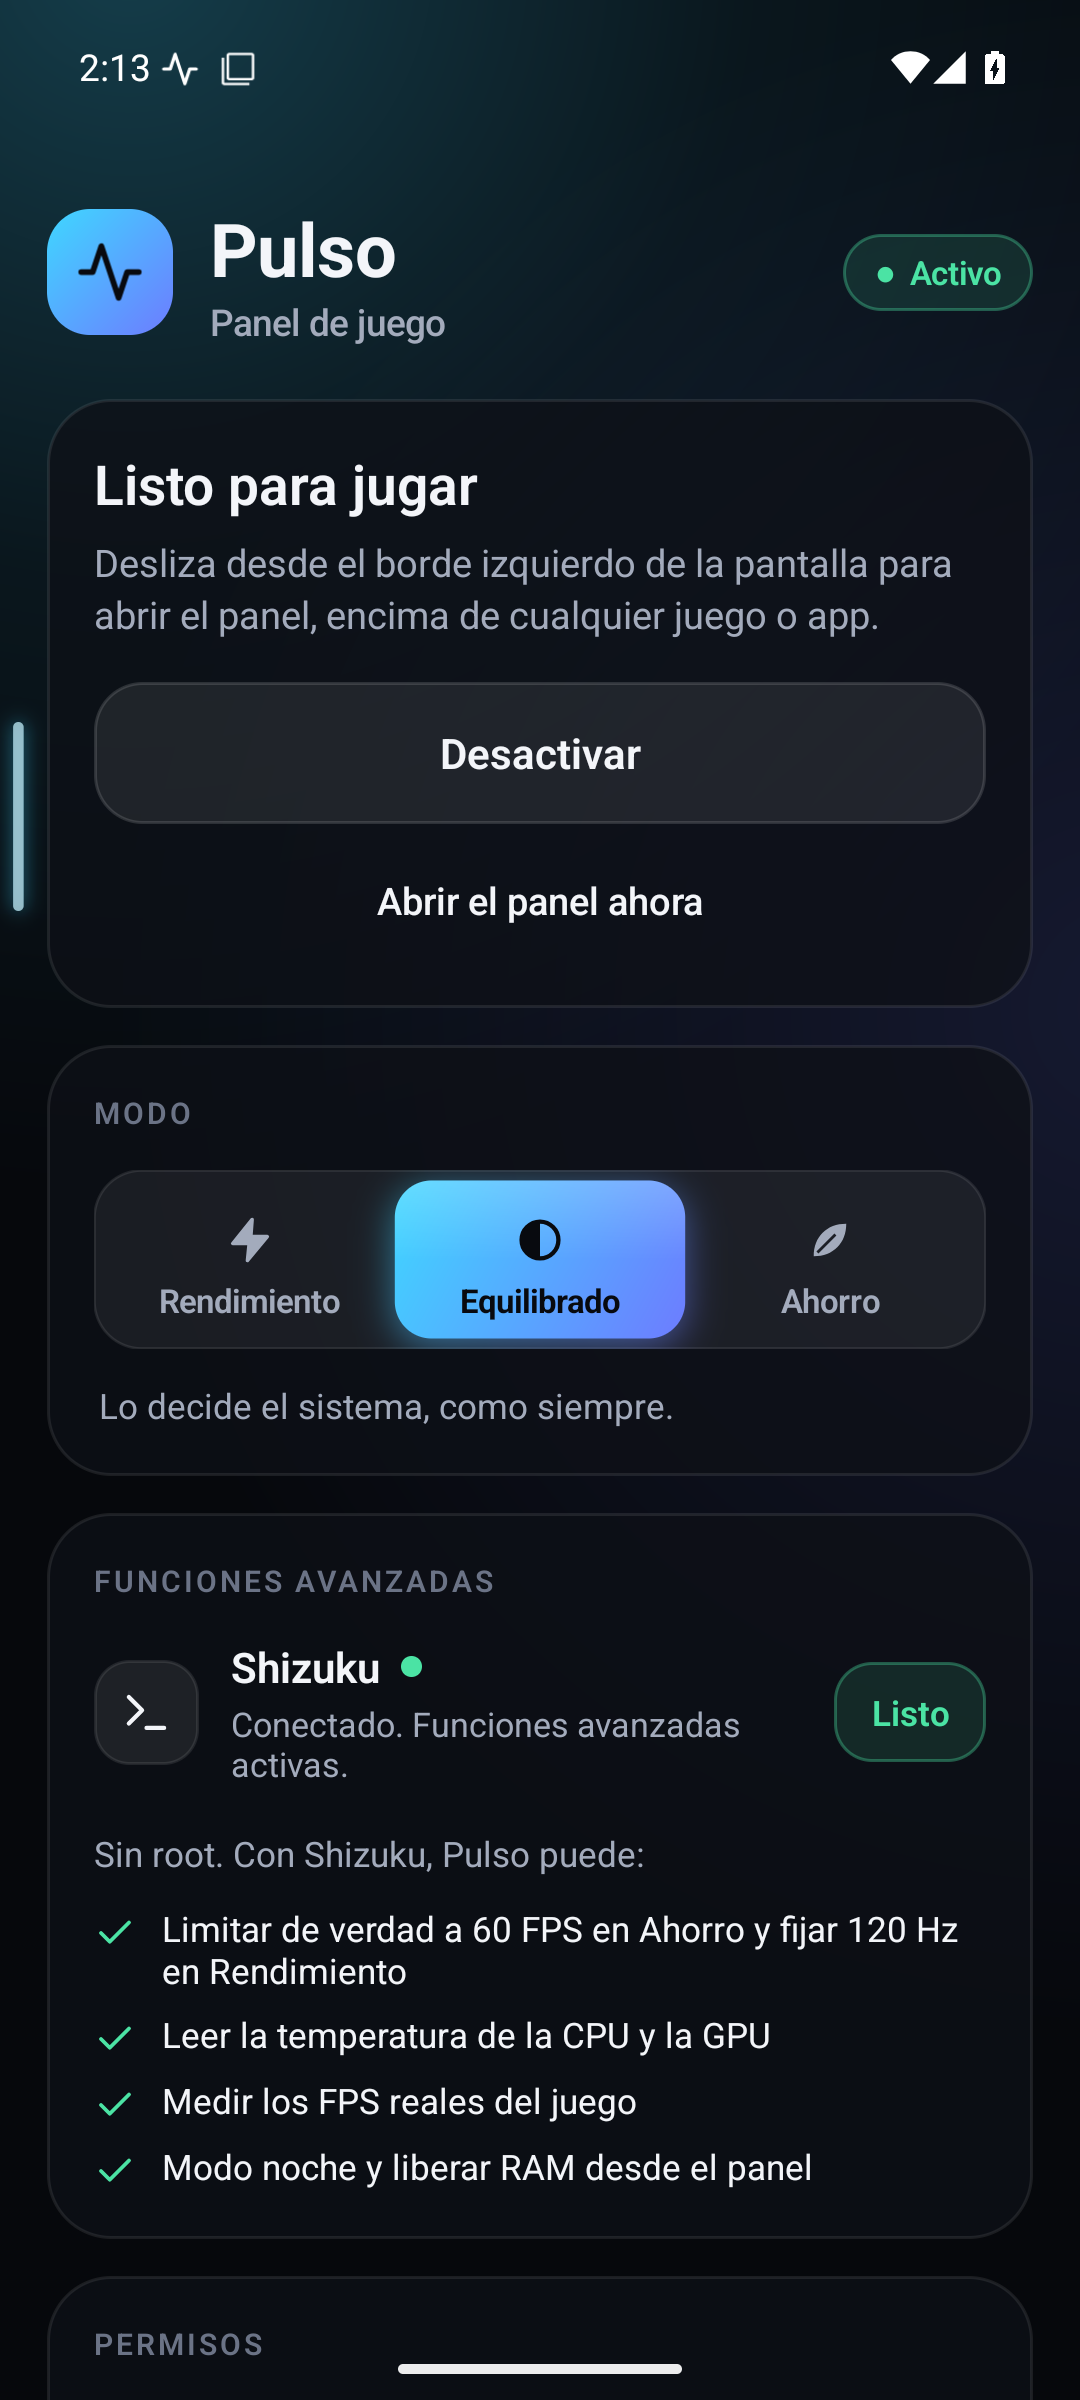 2:13
Pulso
Panel de juego
Activo
Listo para jugar
Desliza desde el borde izquierdo de la pantalla para
abrir el panel, encima de cualquier juego o app.
Desactivar
Abrir el panel ahora
MODO
Rendimiento
Equilibrado
Ahorro
Lo decide el sistema, como siempre.
FUNCIONES AVANZADAS
Shizuku
Conectado. Funciones avanzadas
activas.
Listo
Sin root. Con Shizuku, Pulso puede:
Limitar de verdad a 60 FPS en Ahorro y fijar 120 Hz
en Rendimiento
Leer la temperatura de la CPU y la GPU
Medir los FPS reales del juego
Modo noche y liberar RAM desde el panel
PERMISOS